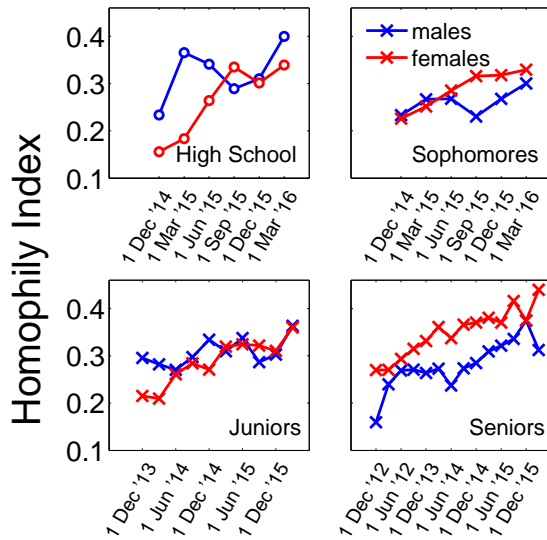 Homophily Index
0.4
0.3
0.2
0.1
High School
1 Dec '14
1 Mar '15
1 Jun '15
1 Sep '15
1 Dec '15
1 Mar '16
males
females
Sophomores
1 Dec '14
1 Mar '15
1 Jun '15
1 Sep '15
1 Dec '15
1 Mar '16
0.4
0.3
0.2
0.1
Juniors
1 Dec '13
1 Jun '14
1 Dec '14
1 Jun '15
1 Dec '15
Seniors
1 Dec '12
1 Jun '12
1 Dec '13
1 Jun '14
1 Dec '14
1 Jun '15
1 Dec '15